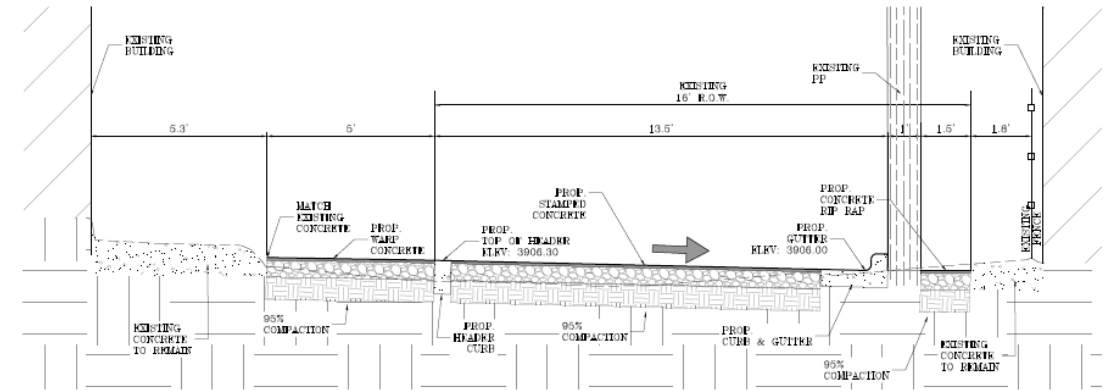 EXISTING
BUILDING
EXISTING
PP
EXISTING
BUILDING
EXISTING
16' R.O.W.
5.3'
5'
13.5'
1'
1.5'
1.8'
MATCH
EXISTING
CONCRETE
PROP.
WARP
CONCRETE
PROP.
TOP OF HEADER
ELEV: 3906.30
PROP.
STAMPED
CONCRETE
PROP.
GUTTER
ELEV: 3906.00
PROP.
CONCRETE
RIP RAP
EXISTING
FENCE
EXISTING
CONCRETE
TO REMAIN
95%
COMPACTION
PROP.
HEADER
CURB
95%
COMPACTION
PROP.
CURB & GUTTER
95%
COMPACTION
EXISTING
CONCRETE
TO REMAIN